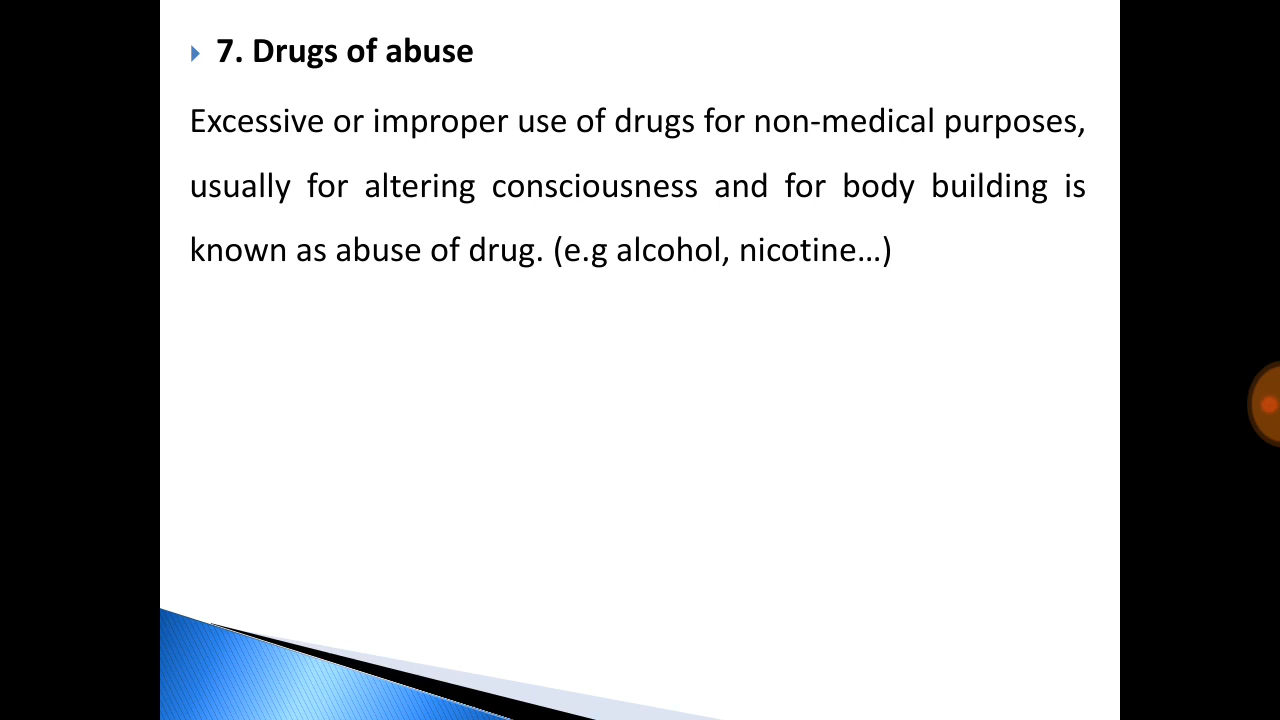 7. Drugs of abuse
Excessive or improper use of drugs for non-medical purposes,
usually for altering consciousness and for body building is
known as abuse of drug. (e.g alcohol, nicotine…)